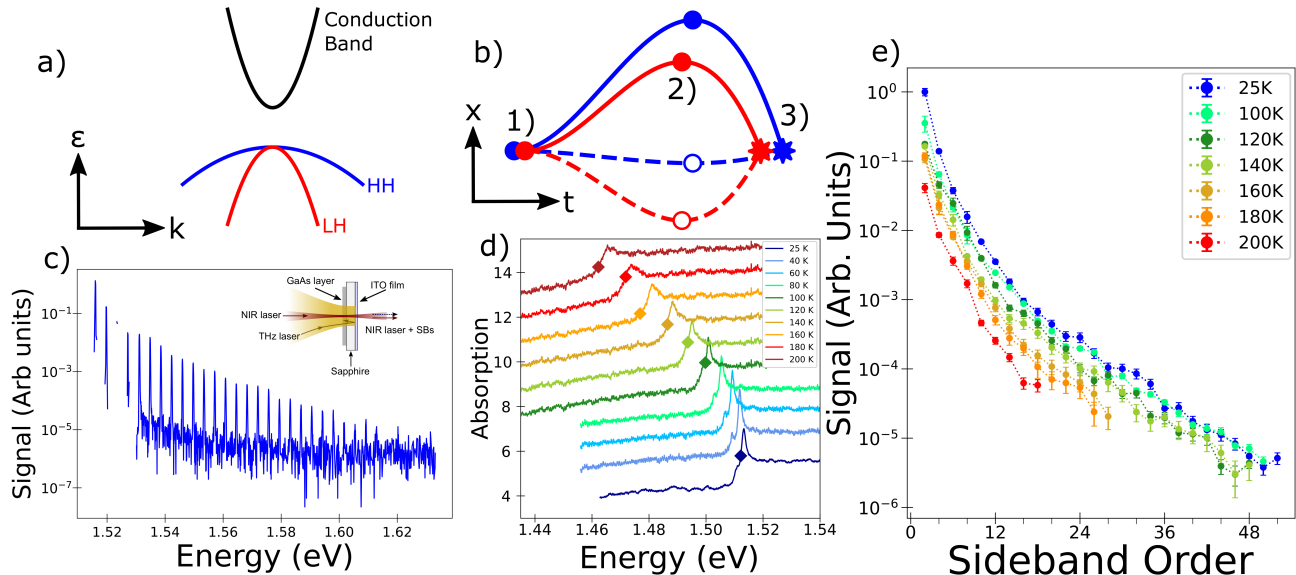 a)
Conduction
Band
ε
k
HH
LH
b)
1)
2)
3)
x
t
c)
Signal (Arb units)
10⁻¹
10⁻³
10⁻⁵
10⁻⁷
GaAs layer
ITO film
NIR laser
THz laser
NIR laser + SBs
Sapphire
1.52
1.54
1.56
1.58
1.60
1.62
Energy (eV)
d)
Absorption
14
12
10
8
6
4
25 K
40 K
60 K
80 K
100 K
120 K
140 K
160 K
180 K
200 K
1.44
1.46
1.48
1.50
1.52
1.54
Energy (eV)
e)
Signal (Arb. Units)
10⁰
10⁻¹
10⁻²
10⁻³
10⁻⁴
10⁻⁵
10⁻⁶
25K
100K
120K
140K
160K
180K
200K
0
12
24
36
48
Sideband Order